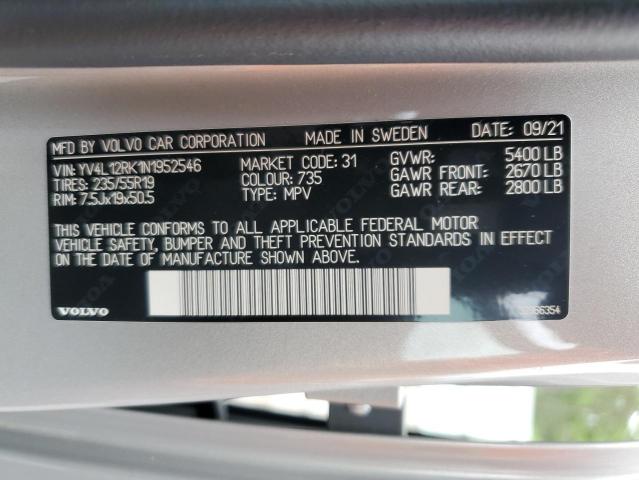 MFD BY VOLVO CAR CORPORATION MADE IN SWEDEN DATE: 09/21
VIN: YV4L12RK1N1952546 MARKET CODE: 31 GVWR: 5400 LB
TIRES: 235/55R19 COLOUR: 735 GAWR FRONT: 2670 LB
RIM: 7.5Jx19x50.5 TYPE: MPV GAWR REAR: 2800 LB
THIS VEHICLE CONFORMS TO ALL APPLICABLE FEDERAL MOTOR
VEHICLE SAFETY, BUMPER AND THEFT PREVENTION STANDARDS IN EFFECT
ON THE DATE OF MANUFACTURE SHOWN ABOVE.
VOLVO